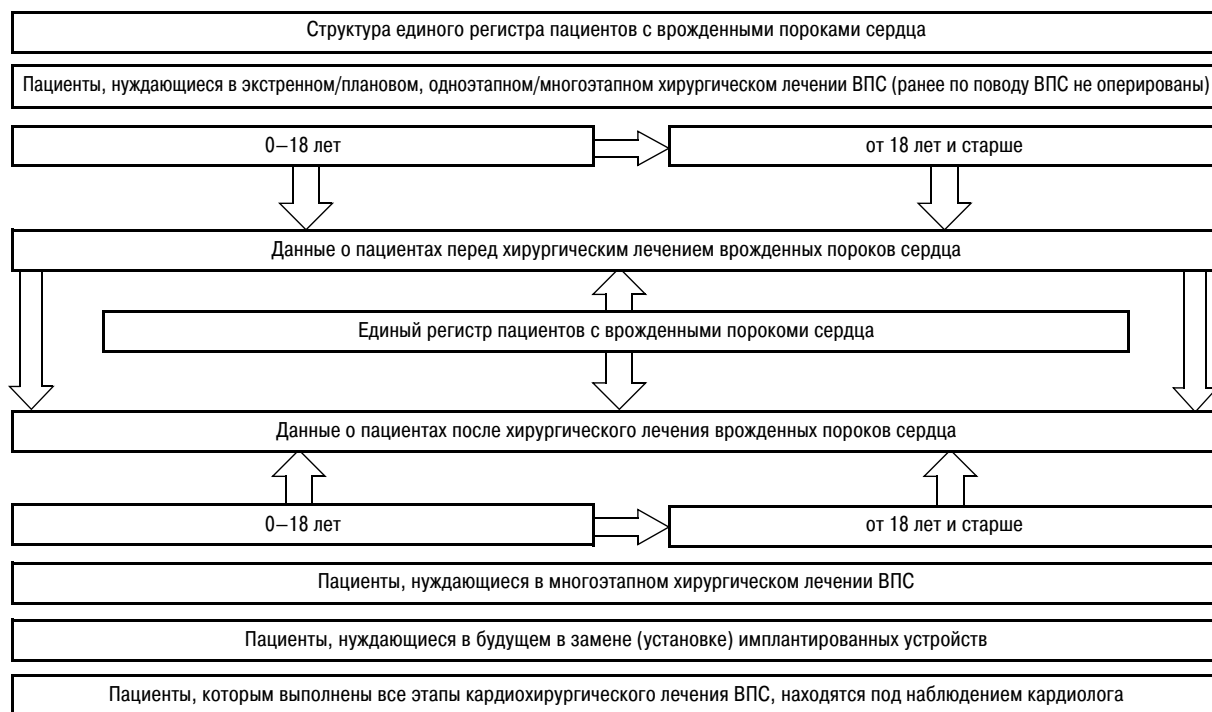 Структура единого регистра пациентов с врожденными пороками сердца
Пациенты, нуждающиеся в экстренном/плановом, одноэтапном/многоэтапном хирургическом лечении ВПС (ранее по поводу ВПС не оперированы)
0–18 лет
от 18 лет и старше
Данные о пациентах перед хирургическим лечением врожденных пороков сердца
Единый регистр пациентов с врожденными порокоми сердца
Данные о пациентах после хирургического лечения врожденных пороков сердца
0–18 лет
от 18 лет и старше
Пациенты, нуждающиеся в многоэтапном хирургическом лечении ВПС
Пациенты, нуждающиеся в будущем в замене (установке) имплантированных устройств
Пациенты, которым выполнены все этапы кардиохирургического лечения ВПС, находятся под наблюдением кардиолога